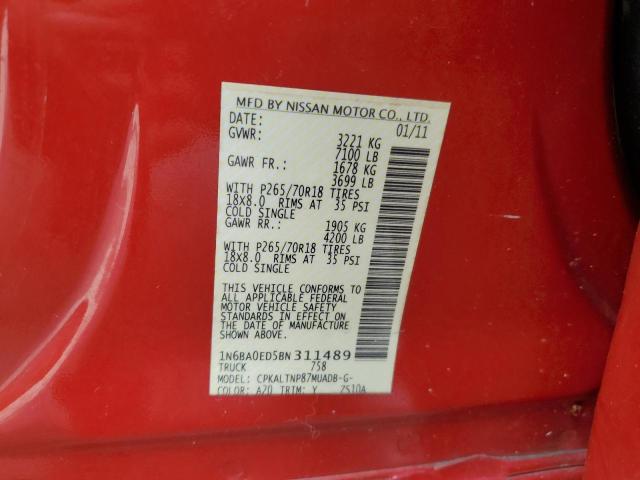 MFD BY NISSAN MOTOR CO., LTD.
DATE: 01/11
GVWR: 3221 KG
7100 LB
GAWR FR.: 1678 KG
3699 LB
WITH P265/70R18 TIRES
18X8.0 RIMS AT 35 PSI
COLD SINGLE
GAWR RR.: 1905 KG
4200 LB
WITH P265/70R18 TIRES
18X8.0 RIMS AT 35 PSI
COLD SINGLE
THIS VEHICLE CONFORMS TO
ALL APPLICABLE FEDERAL
MOTOR VEHICLE SAFETY
STANDARDS IN EFFECT ON
THE DATE OF MANUFACTURE
SHOWN ABOVE.
1N6BA0ED5BN311489
TRUCK 758
MODEL: CPKALTNP87MUADB-G-
COLOR: A20 TRIM: Y ZS10A